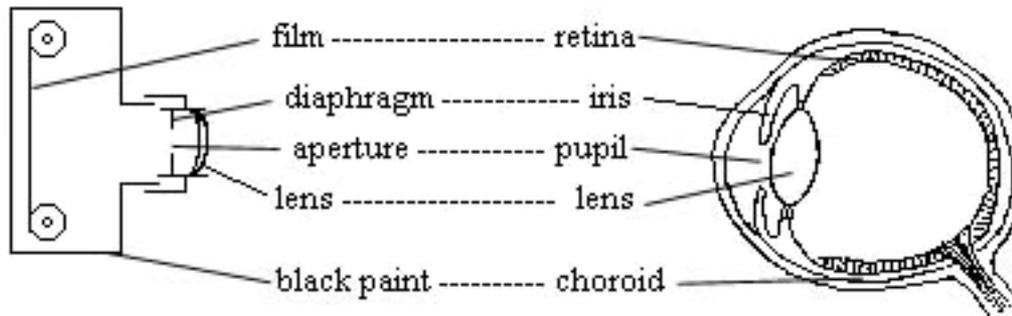 film ---------------- retina
diaphragm ----------- iris
aperture ------------ pupil
lens ------------------ lens
black paint ---------- choroid